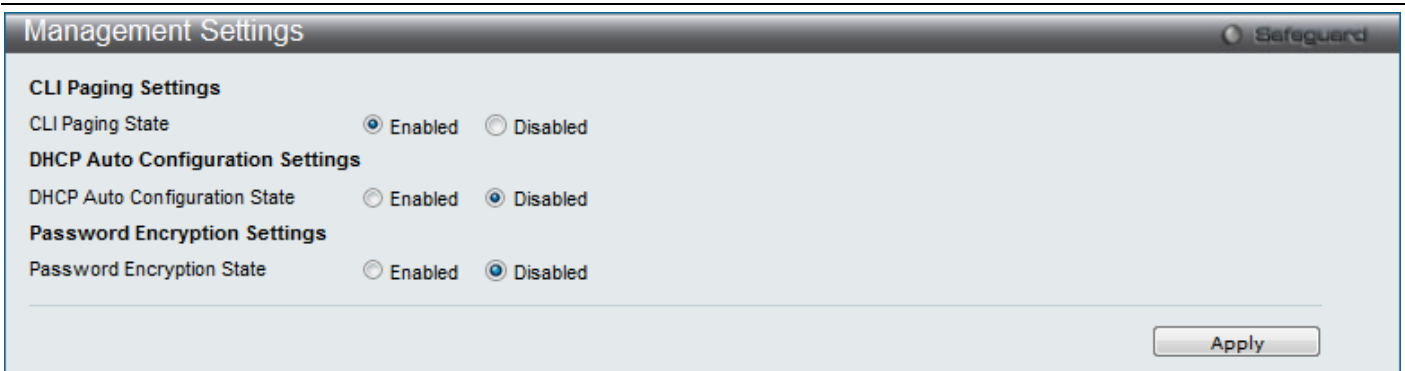 Management Settings
Safeguard
CLI Paging Settings
CLI Paging State Enabled Disabled
DHCP Auto Configuration Settings
DHCP Auto Configuration State Enabled Disabled
Password Encryption Settings
Password Encryption State Enabled Disabled
Apply